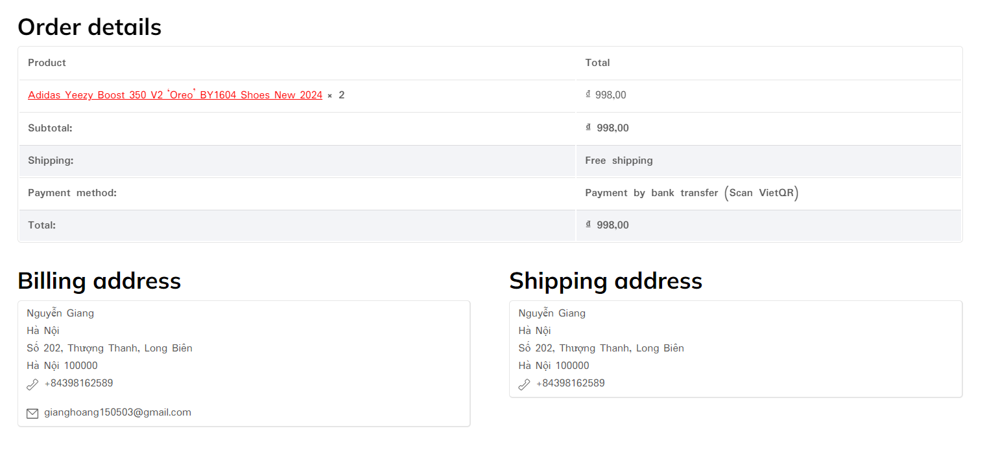 Order details
Product Total
Adidas Yeezy Boost 350 V2 ‘Oreo’ BY1604 Shoes New 2024 × 2 ₫ 998,00
Subtotal: ₫ 998,00
Shipping: Free shipping
Payment method: Payment by bank transfer (Scan VietQR)
Total: ₫ 998,00
Billing address
Nguyễn Giang
Hà Nội
Số 202, Thượng Thanh, Long Biên
Hà Nội 100000
+84398162589
gianghoang150503@gmail.com
Shipping address
Nguyễn Giang
Hà Nội
Số 202, Thượng Thanh, Long Biên
Hà Nội 100000
+84398162589